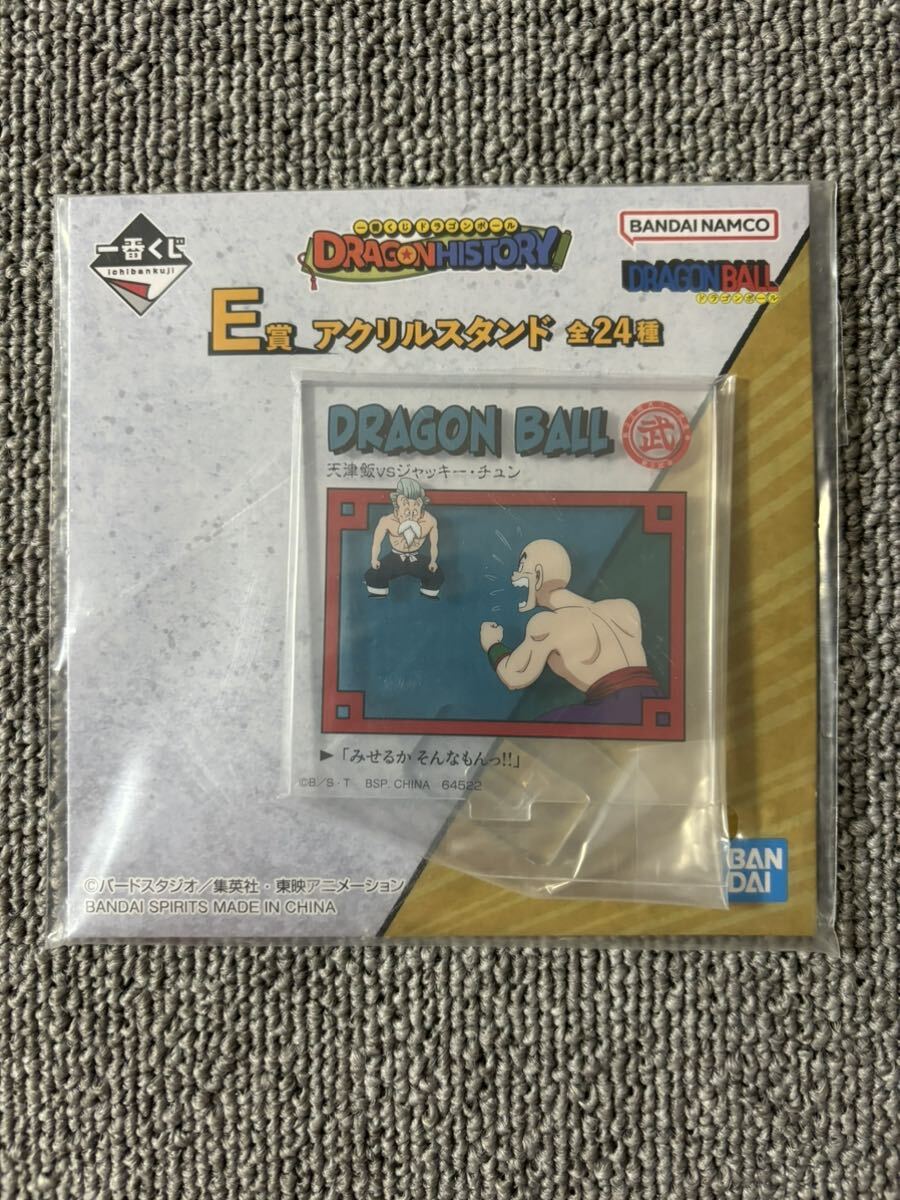 一番くじ
ichibankuji
一番くじ ドラゴンボール
DRAGON HISTORY
BANDAI NAMCO
DRAGON BALL
ドラゴンボール
E賞 アクリルスタンド 全24種
DRAGON BALL
武
天津飯vsジャッキー・チュン
▶「みせるか そんなもんっ!!」
©B/S・T BSP. CHINA 64522
©バードスタジオ/集英社・東映アニメーション
BANDAI SPIRITS MADE IN CHINA
BAN
DAI